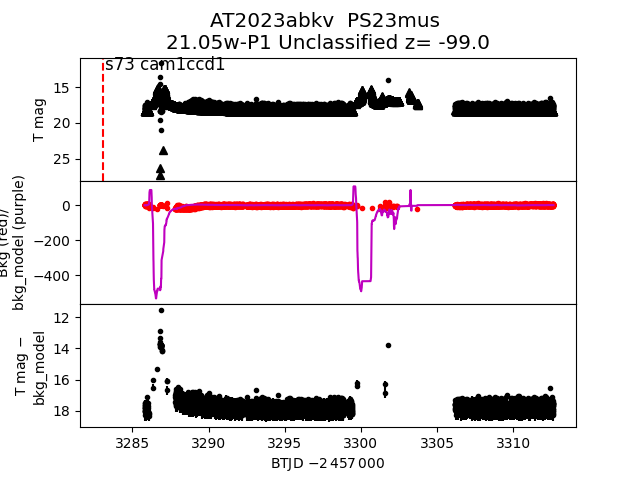 AT2023abkv  PS23mus
21.05w-P1 Unclassified z= -99.0
s73 cam1ccd1
T mag
15
20
25
Bkg (red)/
bkg_model (purple)
0
−200
−400
T mag −
bkg_model
12
14
16
18
3285 3290 3295 3300 3305 3310
BTJD −2 457 000